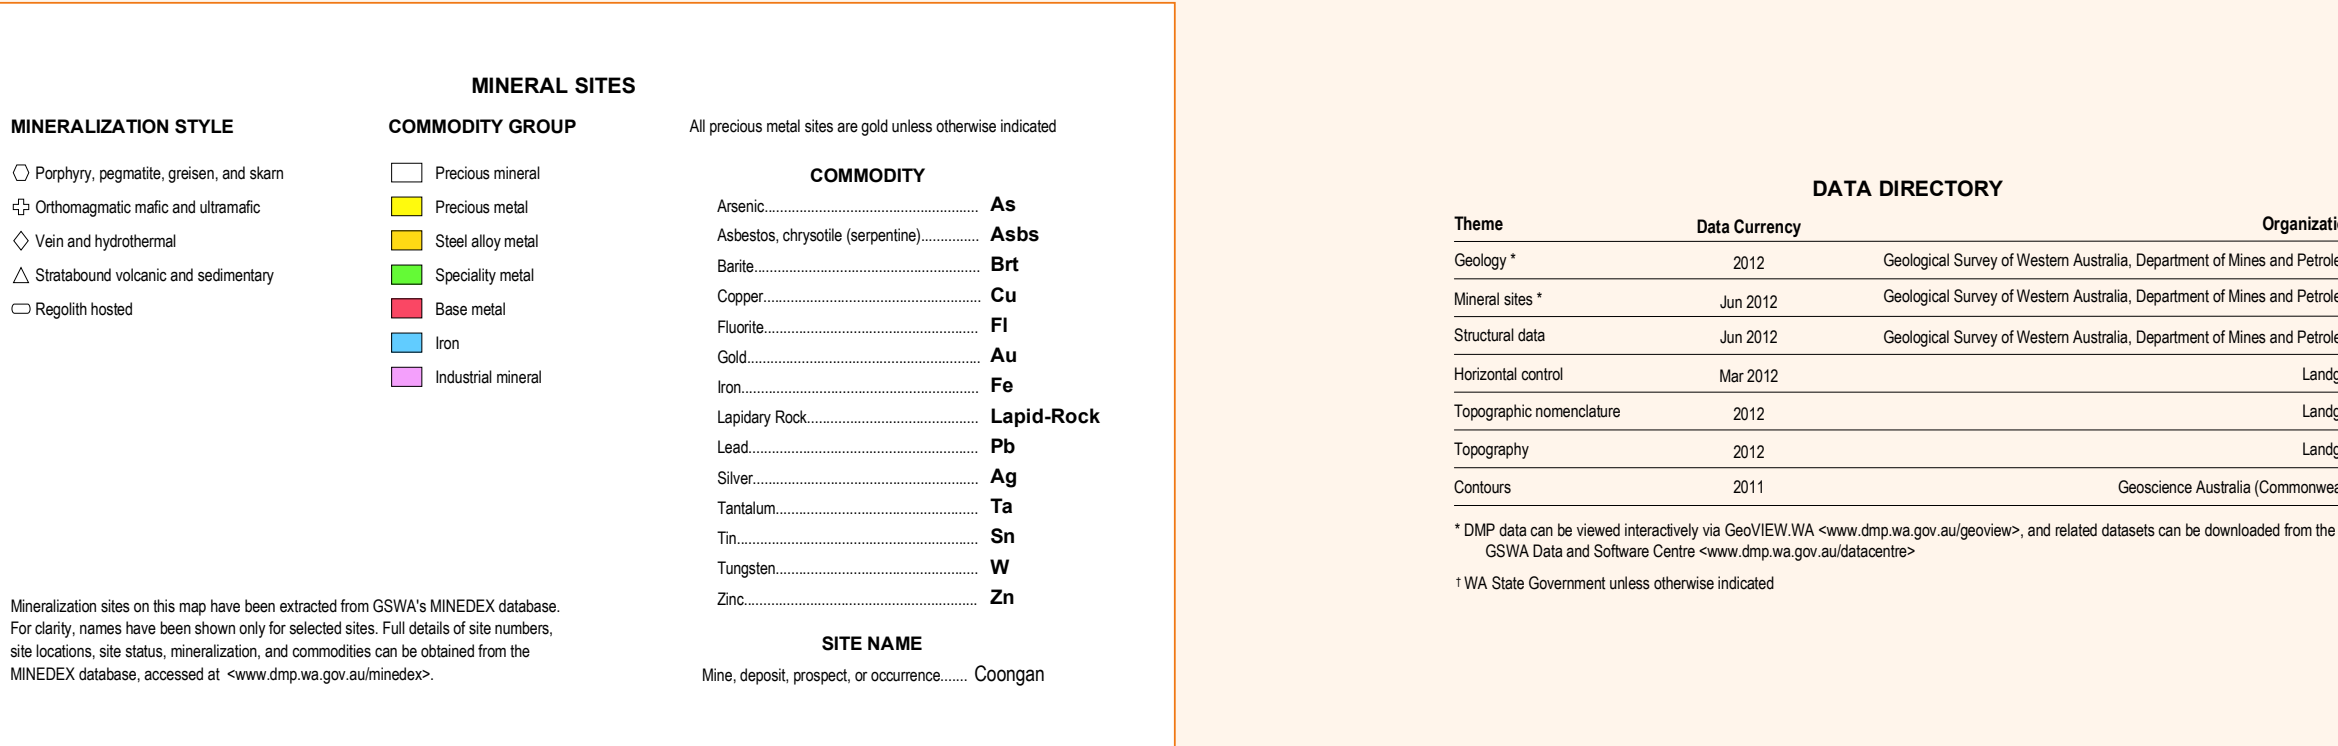 MINERAL SITES
MINERALIZATION STYLE
Porphyry, pegmatite, greisen, and skarn
Orthomagmatic mafic and ultramafic
Vein and hydrothermal
Stratabound volcanic and sedimentary
Regolith hosted
COMMODITY GROUP
Precious mineral
Precious metal
Steel alloy metal
Speciality metal
Base metal
Iron
Industrial mineral
All precious metal sites are gold unless otherwise indicated
COMMODITY
Arsenic....................................................... As
Asbestos, chrysotile (serpentine)............... Asbs
Barite.......................................................... Brt
Copper........................................................ Cu
Fluorite....................................................... Fl
Gold............................................................ Au
Iron............................................................. Fe
Lapidary Rock............................................ Lapid-Rock
Lead........................................................... Pb
Silver.......................................................... Ag
Tantalum.................................................... Ta
Tin.............................................................. Sn
Tungsten.................................................... W
Zinc............................................................ Zn
SITE NAME
Mine, deposit, prospect, or occurrence....... Coongan
Mineralization sites on this map have been extracted from GSWA's MINEDEX database.
For clarity, names have been shown only for selected sites. Full details of site numbers,
site locations, site status, mineralization, and commodities can be obtained from the
MINEDEX database, accessed at <www.dmp.wa.gov.au/minedex>.
DATA DIRECTORY
Theme Data Currency
Geology * 2012 Geological Survey of Western Australia, Department of Mines and
Mineral sites * Jun 2012 Geological Survey of Western Australia, Department of Mines and
Structural data Jun 2012 Geological Survey of Western Australia, Department of Mines and
Horizontal control Mar 2012
Topographic nomenclature 2012
Topography 2012
Contours 2011 Geoscience Australia
* DMP data can be viewed interactively via GeoVIEW.WA <www.dmp.wa.gov.au/geoview>, and related datasets can be downloaded from the
GSWA Data and Software Centre <www.dmp.wa.gov.au/datacentre>
† WA State Government unless otherwise indicated